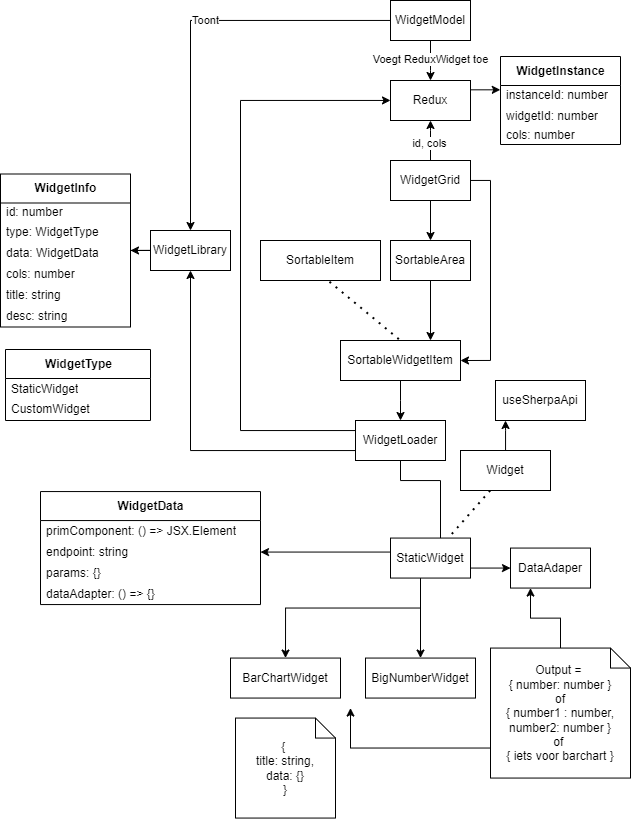 WidgetModel
Toont
Voegt ReduxWidget toe
Redux
WidgetInstance
instanceId: number
widgetId: number
cols: number
id, cols
WidgetGrid
WidgetInfo
id: number
type: WidgetType
data: WidgetData
cols: number
title: string
desc: string
WidgetLibrary
SortableItem
SortableArea
WidgetType
StaticWidget
CustomWidget
SortableWidgetItem
useSherpaApi
WidgetLoader
Widget
WidgetData
primComponent: () => JSX.Element
endpoint: string
params: {}
dataAdapter: () => {}
StaticWidget
DataAdaper
BarChartWidget
BigNumberWidget
Output =
{ number: number }
of
{ number1 : number,
number2: number }
of
{ iets voor barchart }
{
title: string,
data: {}
}